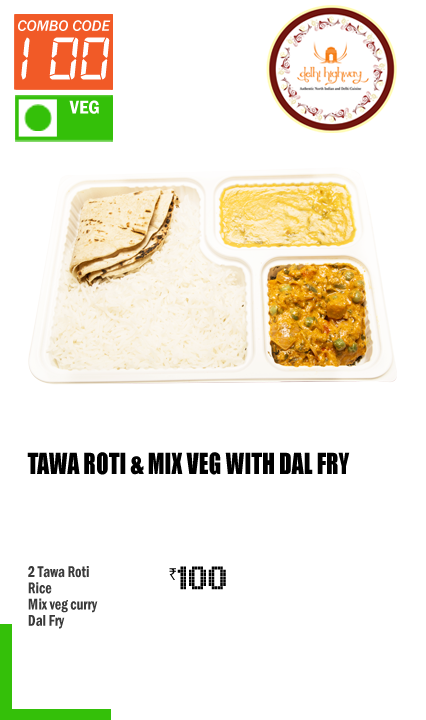 COMBO CODE
100
VEG
delhi highway
Authentic North Indian and Delhi Cuisine
TAWA ROTI & MIX VEG WITH DAL FRY
2 Tawa Roti
Rice
Mix veg curry
Dal Fry
₹100